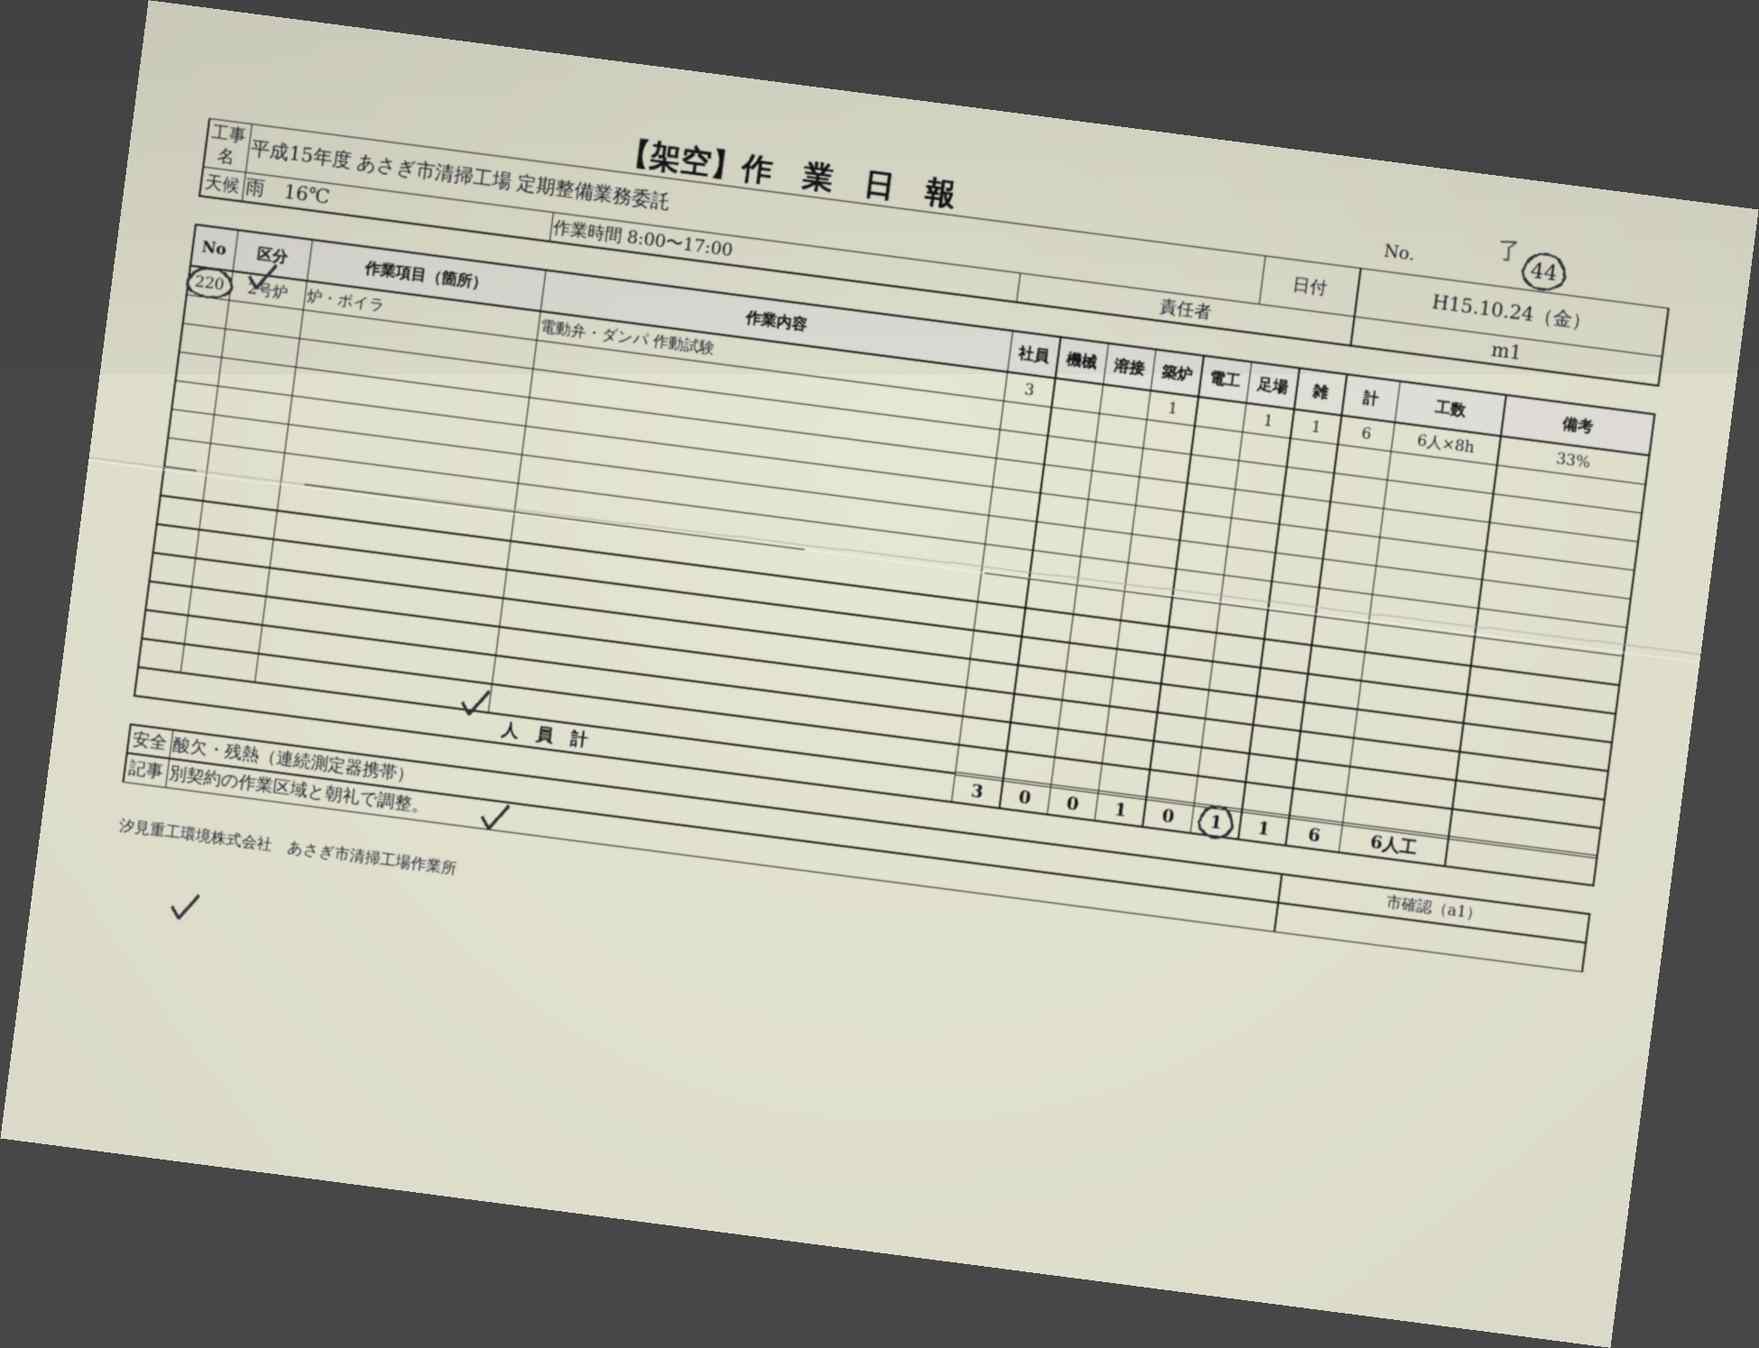 【架空】作 業 日 報
No. 了 44
工事名 平成15年度 あさぎ市清掃工場 定期整備業務委託 日付 H15.10.24（金）
天候 雨 16℃ 作業時間 8:00〜17:00 責任者 m1
No 区分 作業項目（箇所） 作業内容 社員 機械 溶接 築炉 電工 足場 雑 計 工数 備考
220 2号炉 炉・ボイラ 電動弁・ダンパ 作動試験 3 1 1 1 6 6人×8h 33%
人 員 計 3 0 0 1 0 1 1 6 6人工
安全 酸欠・残熱（連続測定器携帯） 市確認（a1）
記事 別契約の作業区域と朝礼で調整。
汐見重工環境株式会社 あさぎ市清掃工場作業所